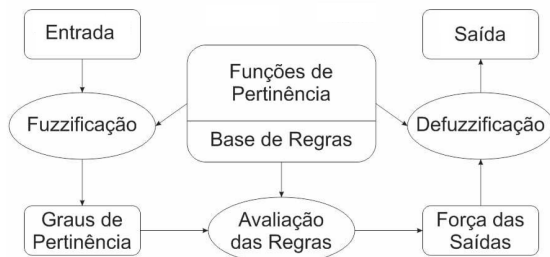 Entrada
Saída
Funções de
Pertinência
Fuzzificação
Defuzzificação
Base de Regras
Graus de
Pertinência
Avaliação
das Regras
Força das
Saídas